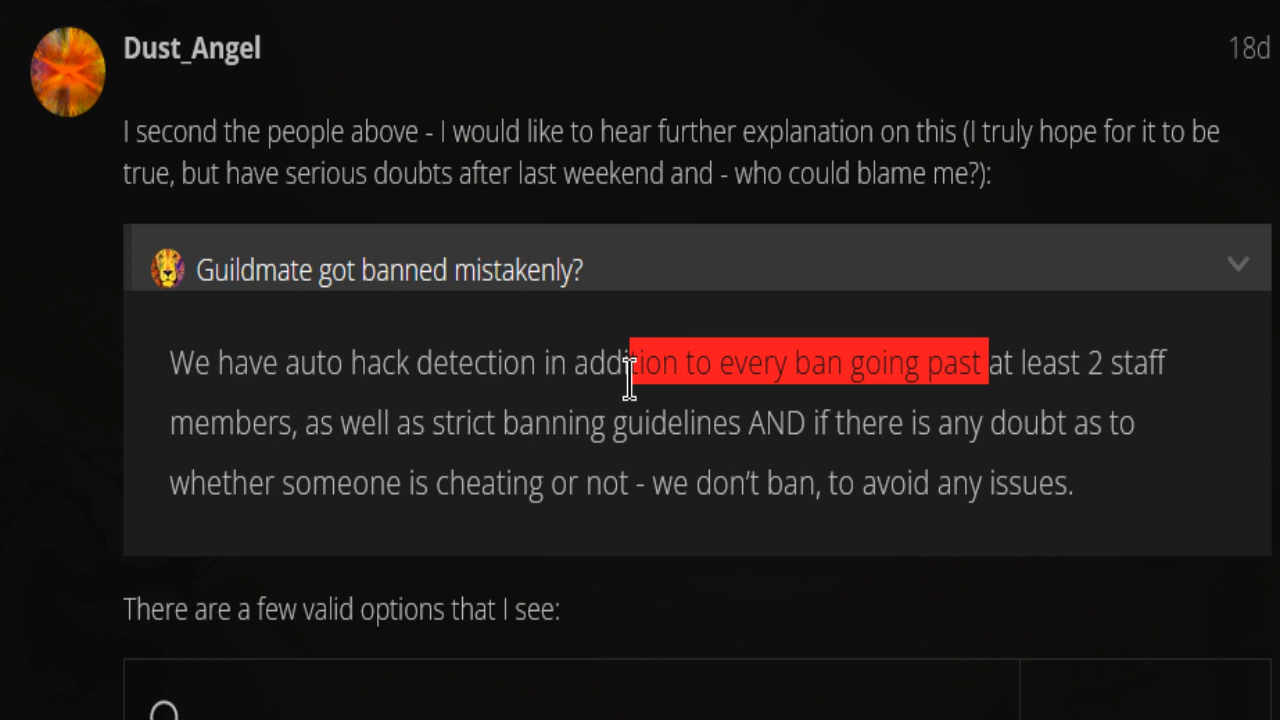 Dust_Angel
18d
I second the people above - I would like to hear further explanation on this (I truly hope for it to be
true, but have serious doubts after last weekend and - who could blame me?):
Guildmate got banned mistakenly?
We have auto hack detection in addition to every ban going past at least 2 staff
members, as well as strict banning guidelines AND if there is any doubt as to
whether someone is cheating or not - we don't ban, to avoid any issues.
There are a few valid options that I see: